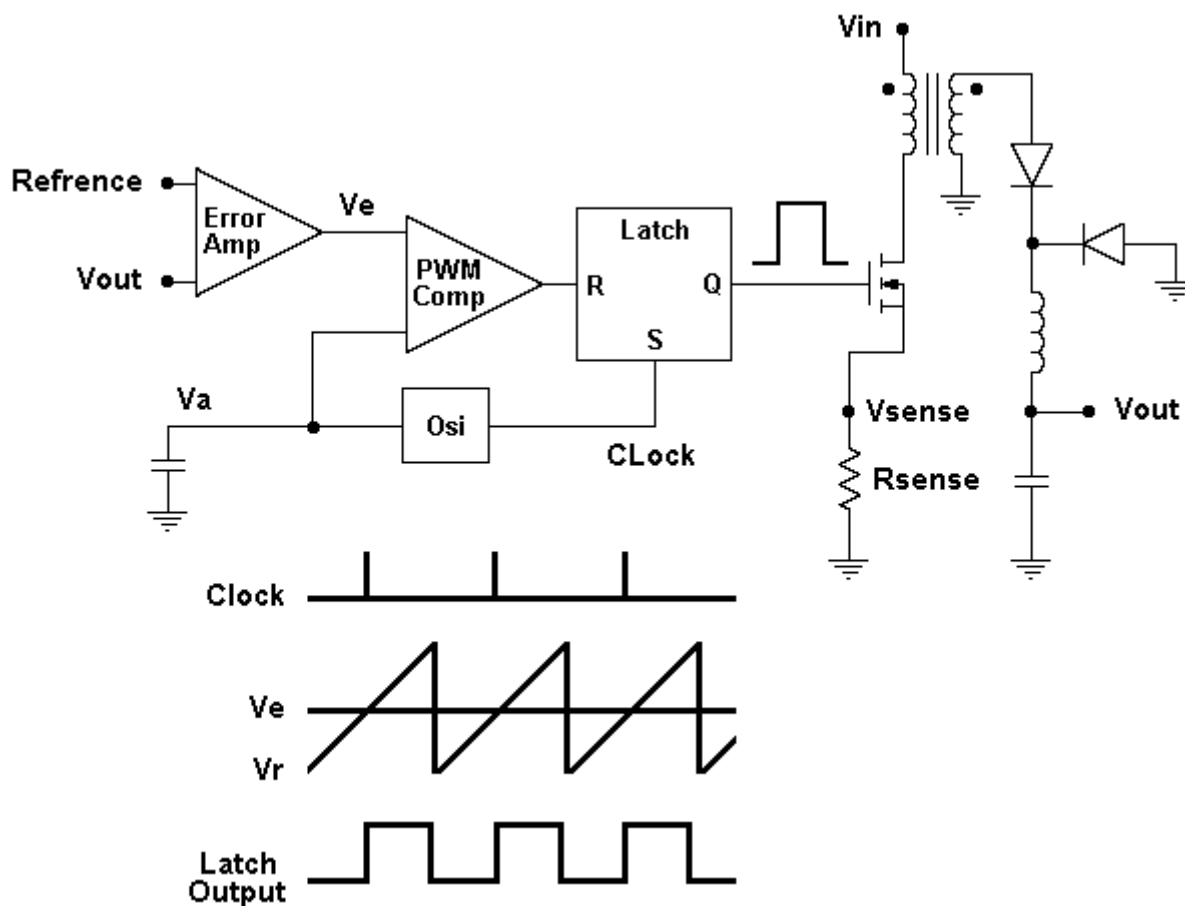 Vin
Refrence
Error
Amp
Ve
Latch
Vout
PWM
Comp
R
Q
S
Va
Osi
CLock
Vsense
Vout
Rsense
Clock
Ve
Vr
Latch
Output